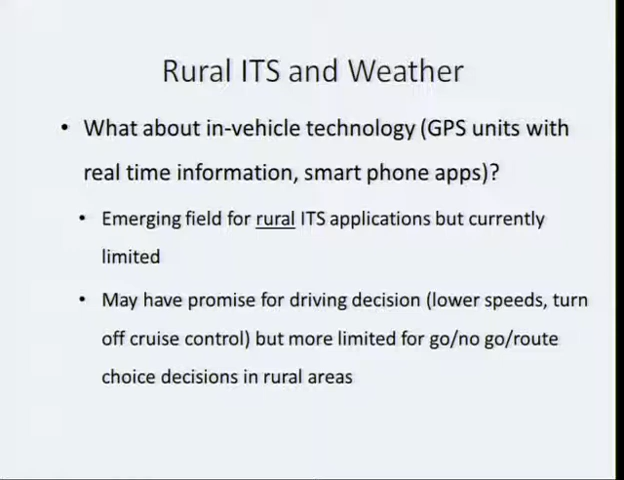 Rural ITS and Weather
• What about in-vehicle technology (GPS units with
real time information, smart phone apps)?
• Emerging field for rural ITS applications but currently
limited
• May have promise for driving decision (lower speeds, turn
off cruise control) but more limited for go/no go/route
choice decisions in rural areas